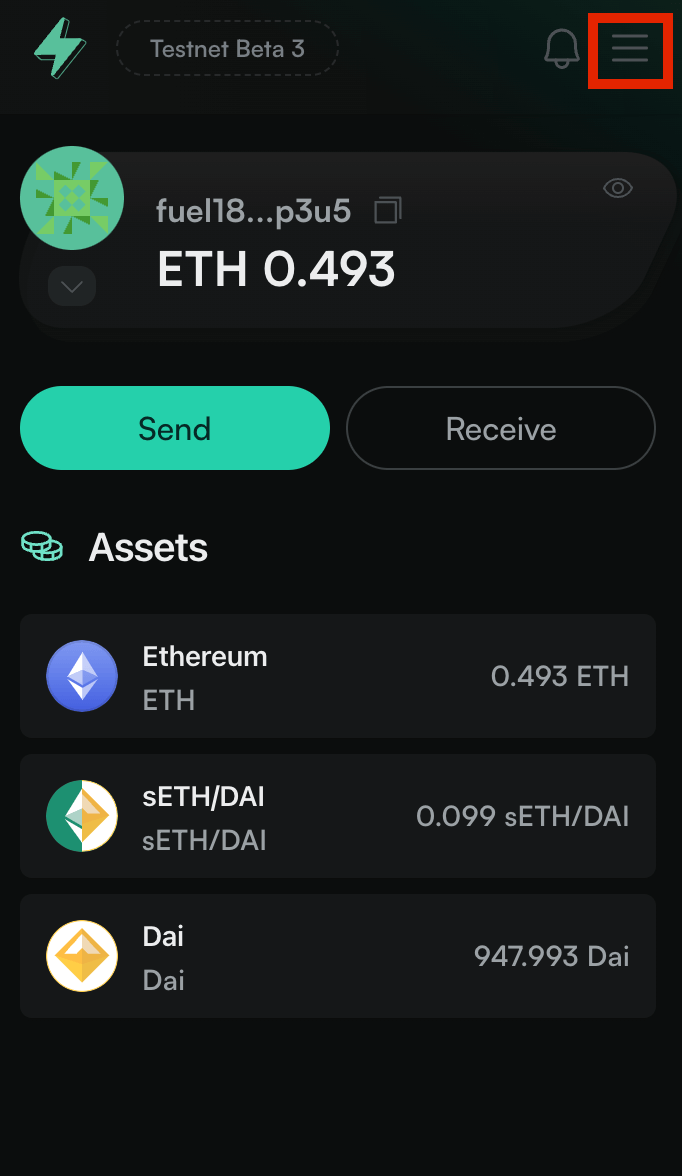 Testnet Beta 3
fuel18...p3u5
ETH 0.493
Send
Receive
Assets
Ethereum
ETH
0.493 ETH
sETH/DAI
sETH/DAI
0.099 sETH/DAI
Dai
Dai
947.993 Dai